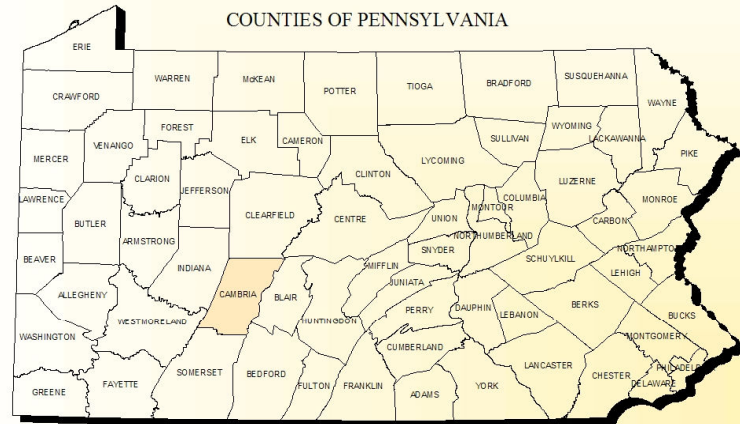 COUNTIES OF PENNSYLVANIA
ERIE
WARREN
McKEAN
POTTER
TIOGA
BRADFORD
SUSQUEHANNA
CRAWFORD
WAYNE
FOREST
ELK
CAMERON
SULLIVAN
WYOMING
LACKAWANNA
VENANGO
MERCER
LYCOMING
PIKE
CLARION
JEFFERSON
CLINTON
LUZERNE
LAWRENCE
COLUMBIA
MONROE
MONTOUR
BUTLER
CLEARFIELD
CENTRE
UNION
CARBON
ARMSTRONG
NORTHUMBERLAND
SNYDER
NORTHAMPTON
BEAVER
SCHUYLKILL
INDIANA
MIFFLIN
LEHIGH
JUNIATA
ALLEGHENY
CAMBRIA
BLAIR
PERRY
DAUPHIN
LEBANON
BERKS
BUCKS
WESTMORELAND
HUNTINGDON
WASHINGTON
MONTGOMERY
CUMBERLAND
LANCASTER
PHILADELP
SOMERSET
BEDFORD
CHESTER
DELAWARE
GREENE
FAYETTE
FULTON
FRANKLIN
ADAMS
YORK